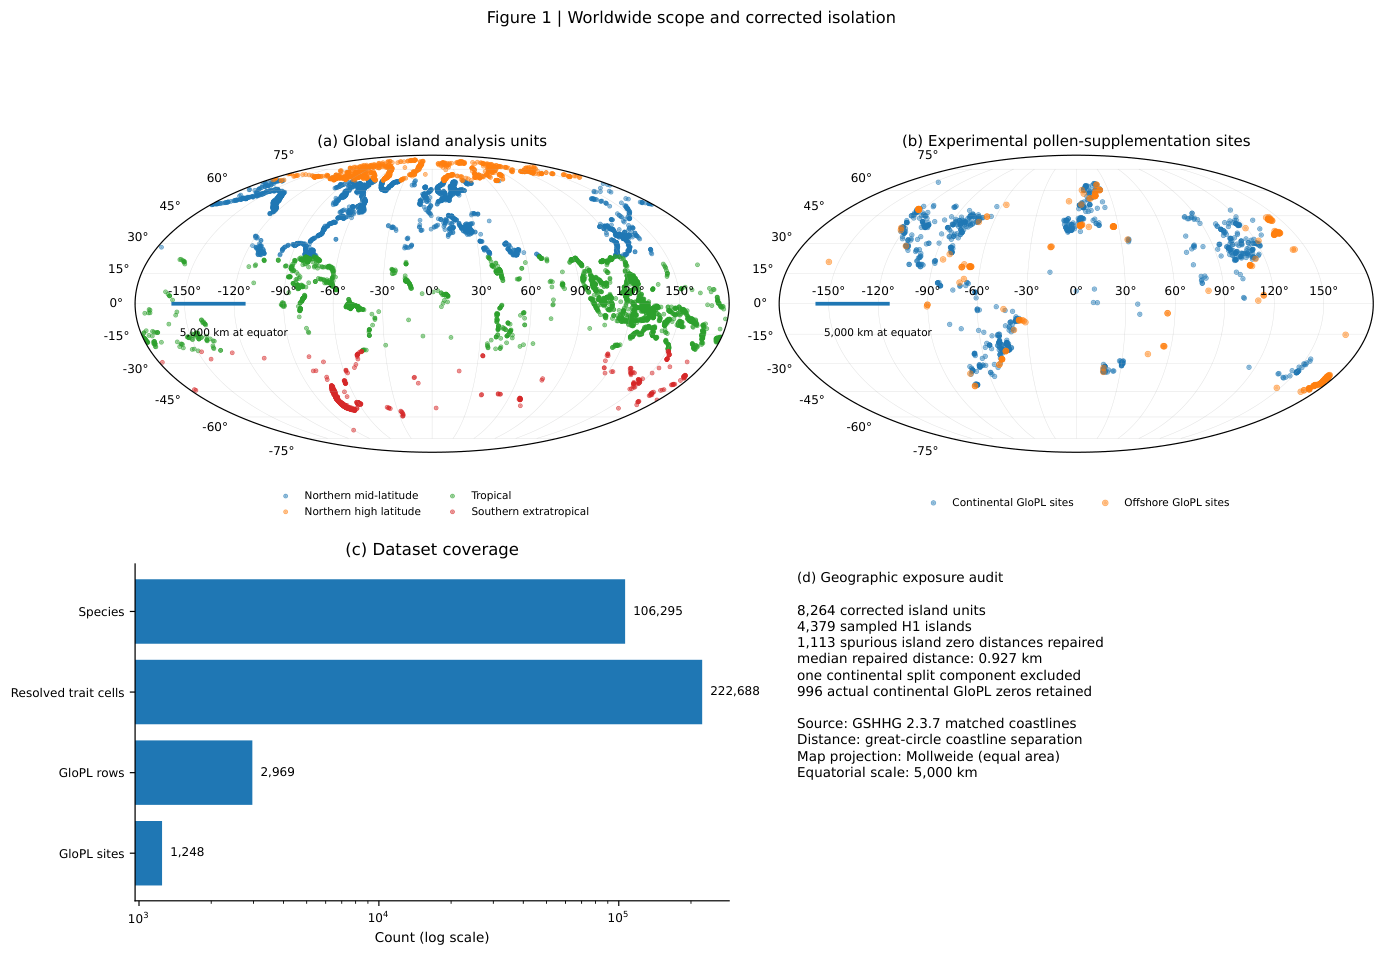 Figure 1 | Worldwide scope and corrected isolation
(a) Global island analysis units
75°
60°
45°
30°
15°
0°
-15°
-30°
-45°
-60°
-75°
-150° -120° -90° -60° -30° 0° 30° 60° 90° 120° 150°
5,000 km at equator
Northern mid-latitude
Northern high latitude
Tropical
Southern extratropical
(b) Experimental pollen-supplementation sites
75°
60°
45°
30°
15°
0°
-15°
-30°
-45°
-60°
-75°
-150° -120° -90° -60° -30° 0° 30° 60° 90° 120° 150°
5,000 km at equator
Continental GloPL sites
Offshore GloPL sites
(c) Dataset coverage
Species
106,295
Resolved trait cells
222,688
GloPL rows
2,969
GloPL sites
1,248
10³ 10⁴ 10⁵
Count (log scale)
(d) Geographic exposure audit
8,264 corrected island units
4,379 sampled H1 islands
1,113 spurious island zero distances repaired
median repaired distance: 0.927 km
one continental split component excluded
996 actual continental GloPL zeros retained
Source: GSHHG 2.3.7 matched coastlines
Distance: great-circle coastline separation
Map projection: Mollweide (equal area)
Equatorial scale: 5,000 km